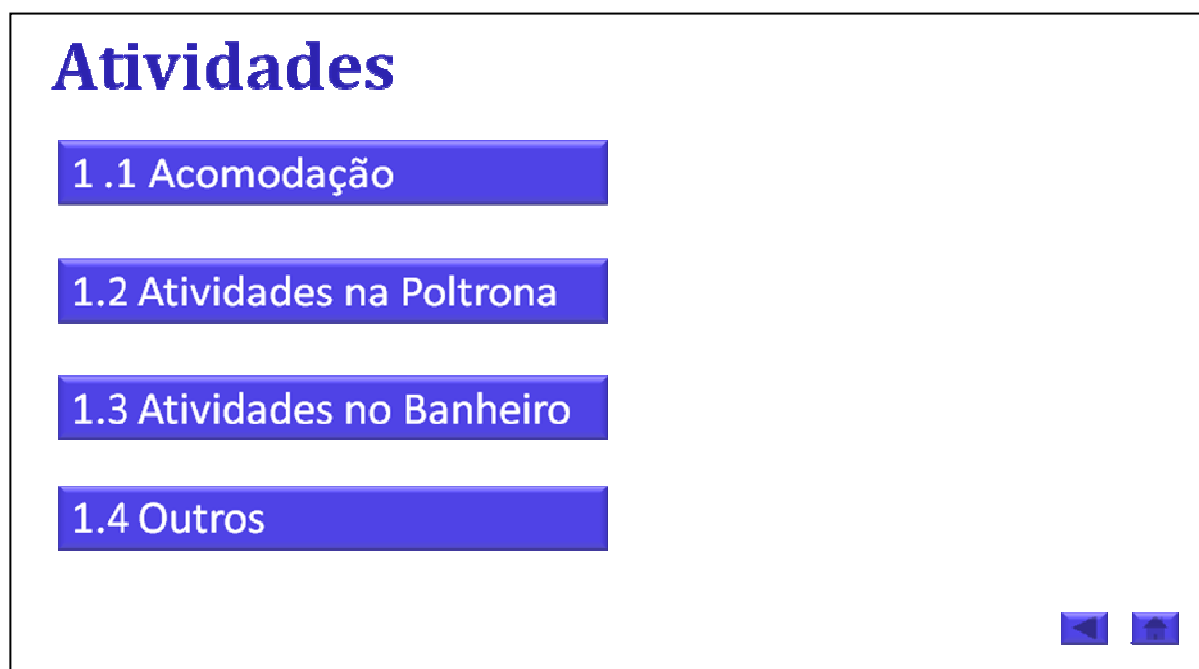 Atividades
1 .1 Acomodação
1.2 Atividades na Poltrona
1.3 Atividades no Banheiro
1.4 Outros